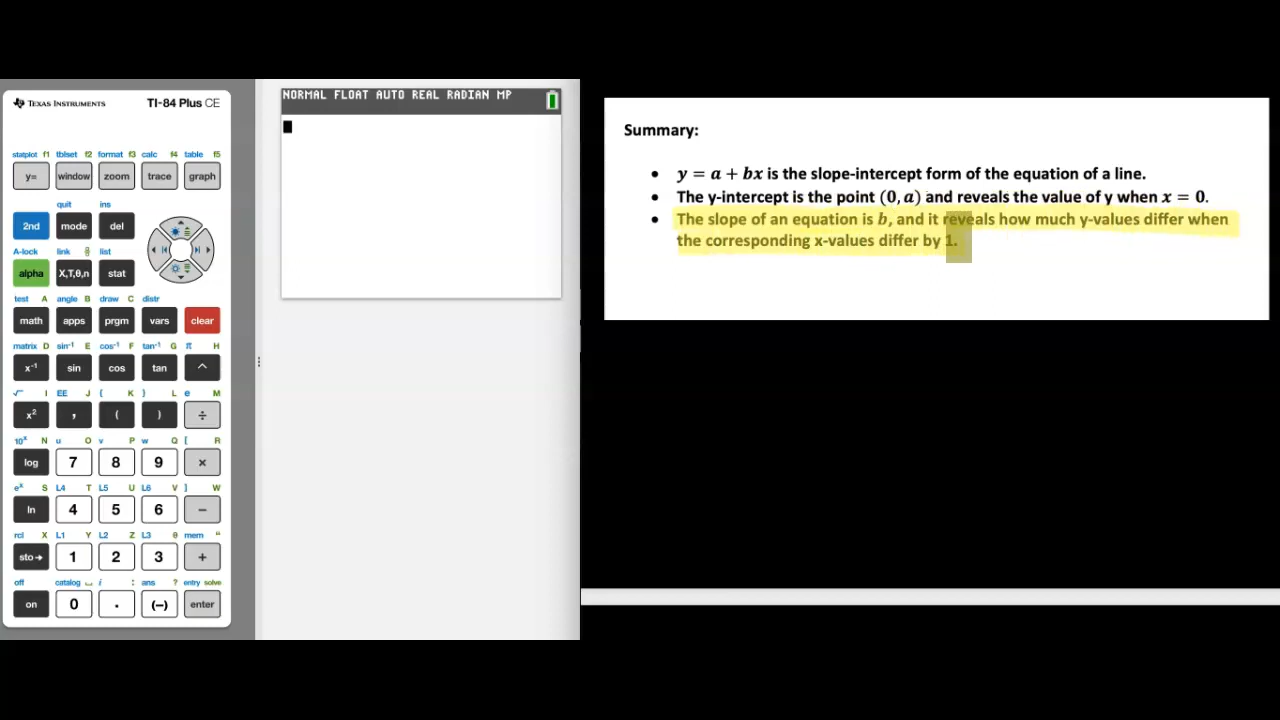 TEXAS INSTRUMENTS TI-84 Plus CE
NORMAL FLOAT AUTO REAL RADIAN MP
statplot f1 tblset f2 format f3 calc f4 table f5
y= window zoom trace graph
quit ins
2nd mode del
A-lock link list
alpha X,T,θ,n stat
test A angle B draw C distr
math apps prgm vars clear
matrix D sin⁻¹ E cos⁻¹ F tan⁻¹ G π H
x⁻¹ sin cos tan ^
√ I EE J { K } L e M
x² , ( ) ÷
10ˣ N u O v P w Q [ R
log 7 8 9 ×
eˣ S L4 T L5 U L6 V ] W
ln 4 5 6 −
rcl X L1 Y L2 Z L3 θ mem "
sto→ 1 2 3 +
off catalog i : ans ? entry solve
on 0 . (−) enter
Summary:
• y = a + bx is the slope-intercept form of the equation of a line.
• The y-intercept is the point (0, a) and reveals the value of y when x = 0.
• The slope of an equation is b, and it reveals how much y-values differ when
the corresponding x-values differ by 1.